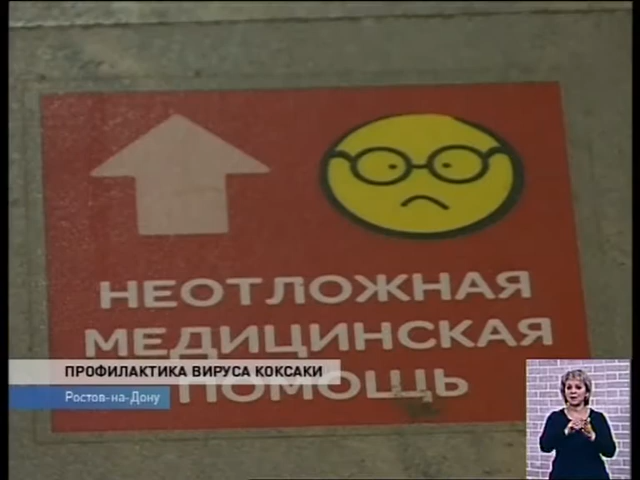 НЕОТЛОЖНАЯ
МЕДИЦИНСКАЯ
ПОМОЩЬ
ПРОФИЛАКТИКА ВИРУСА КОКСАКИ
Ростов-на-Дону